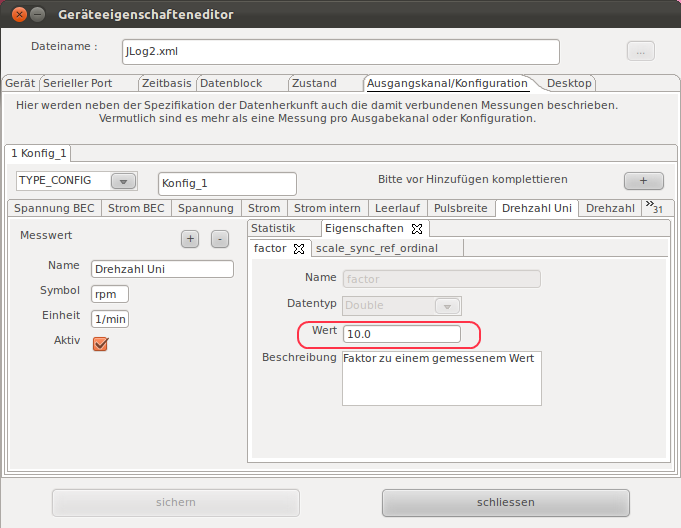 Geräteeigenschafteneditor
Dateiname :
JLog2.xml
...
Gerät Serieller Port Zeitbasis Datenblock Zustand Ausgangskanal/Konfiguration Desktop
Hier werden neben der Spezifikation der Datenherkunft auch die damit verbundenen Messungen beschrieben.
Vermutlich sind es mehr als eine Messung pro Ausgabekanal oder Konfiguration.
1 Konfig_1
TYPE_CONFIG Konfig_1 Bitte vor Hinzufügen komplettieren +
Spannung BEC Strom BEC Spannung Strom Strom intern Leerlauf Pulsbreite Drehzahl Uni Drehzahl »31
Messwert + -
Name Drehzahl Uni
Symbol rpm
Einheit 1/min
Aktiv
Statistik Eigenschaften
factor scale_sync_ref_ordinal
Name factor
Datentyp Double
Wert 10.0
Beschreibung Faktor zu einem gemessenem Wert
sichern schliessen